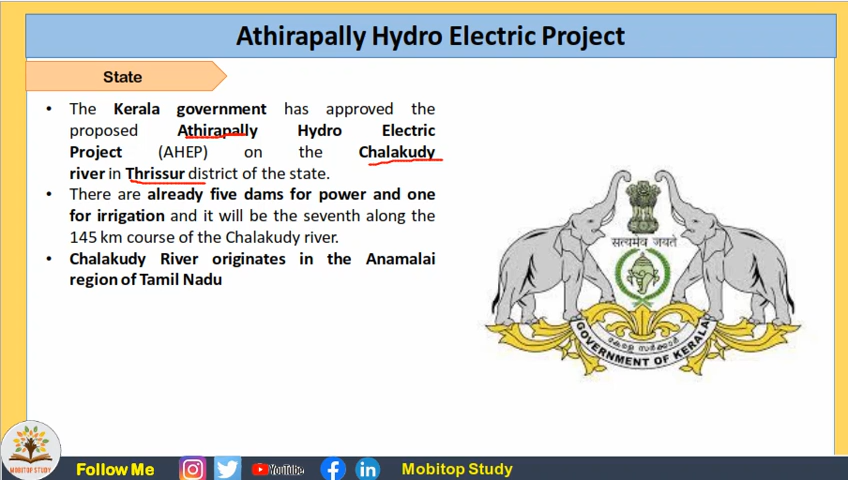 Athirapally Hydro Electric Project
State
• The Kerala government has approved the
proposed Athirapally Hydro Electric
Project (AHEP) on the Chalakudy
river in Thrissur district of the state.
• There are already five dams for power and one
for irrigation and it will be the seventh along the
145 km course of the Chalakudy river.
• Chalakudy River originates in the Anamalai
region of Tamil Nadu
सत्यमेव जयते
കേരള സർക്കാർ
GOVERNMENT OF KERALA
MOBITOP STUDY
Follow Me
YouTube
Mobitop Study